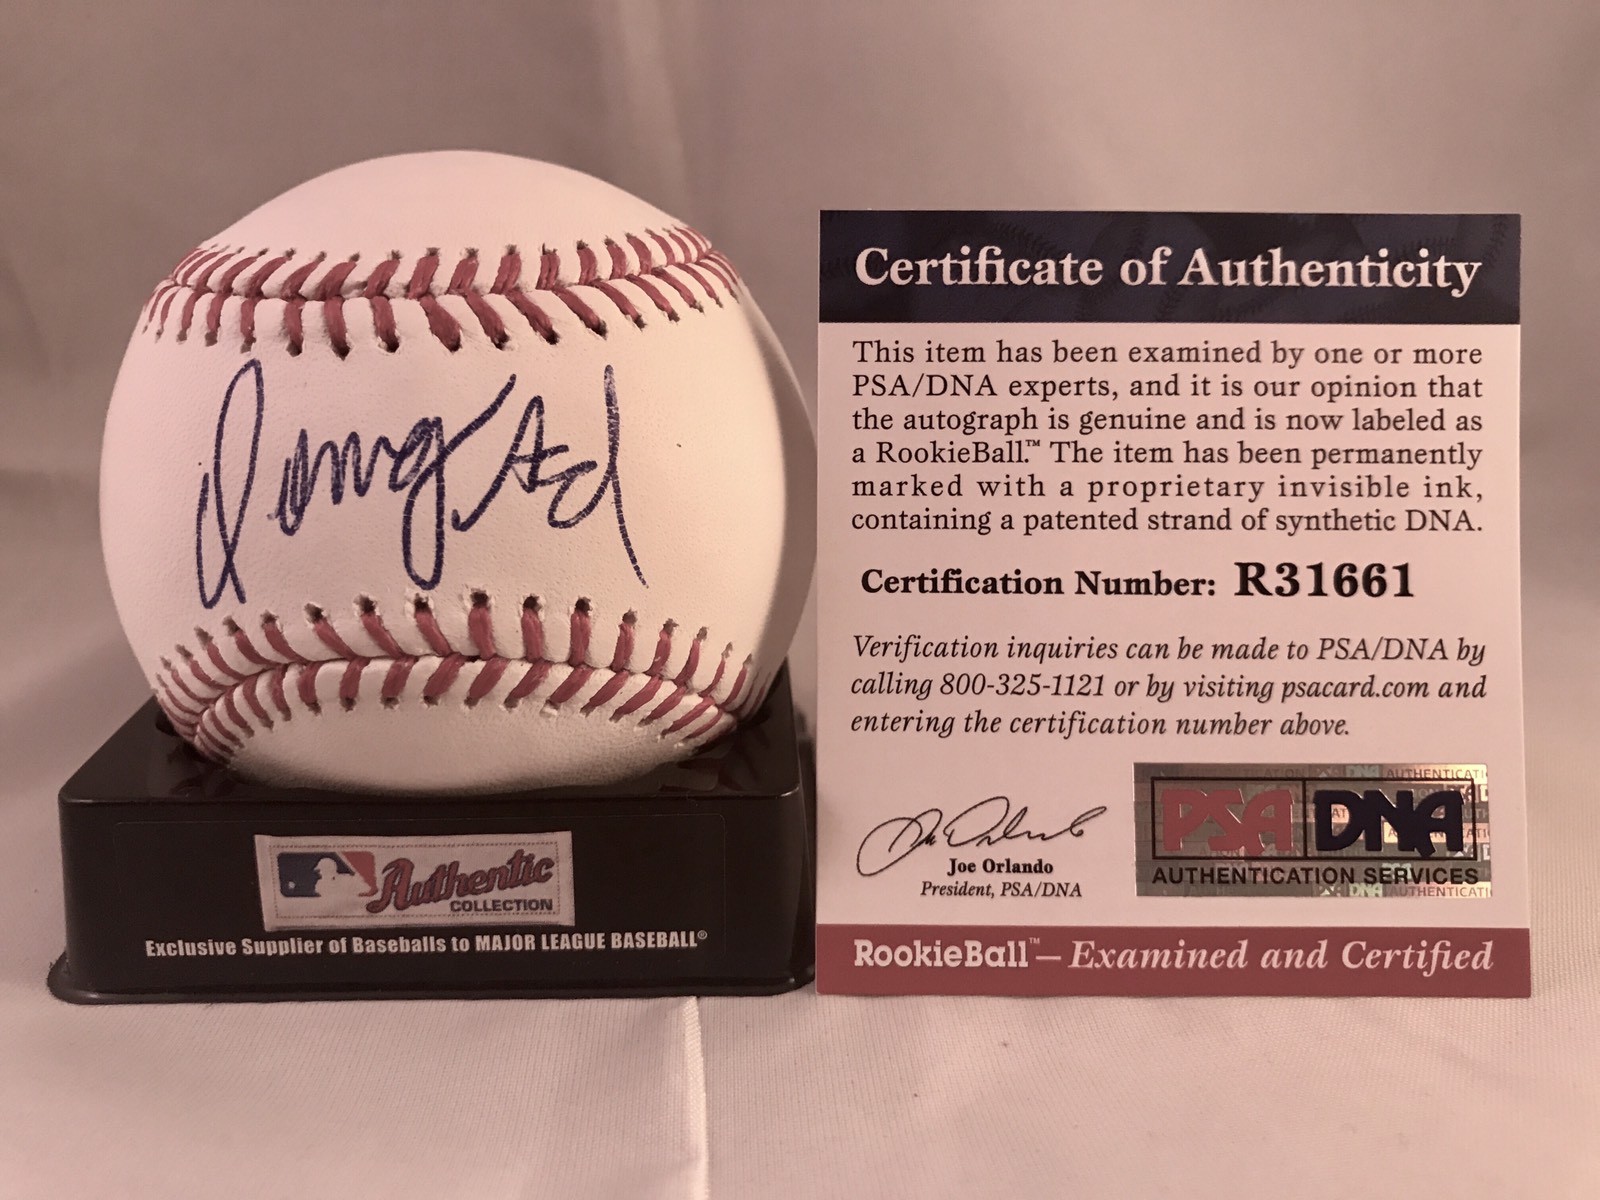 Certificate of Authenticity
This item has been examined by one or more
PSA/DNA experts, and it is our opinion that
the autograph is genuine and is now labeled as
a RookieBall.™ The item has been permanently
marked with a proprietary invisible ink,
containing a patented strand of synthetic DNA.
Certification Number: R31661
Verification inquiries can be made to PSA/DNA by
calling 800-325-1121 or by visiting psacard.com and
entering the certification number above.
Joe Orlando
President, PSA/DNA
PSA DNA
AUTHENTICATION SERVICES
RookieBall™ — Examined and Certified
Authentic
COLLECTION
Exclusive Supplier of Baseballs to MAJOR LEAGUE BASEBALL®